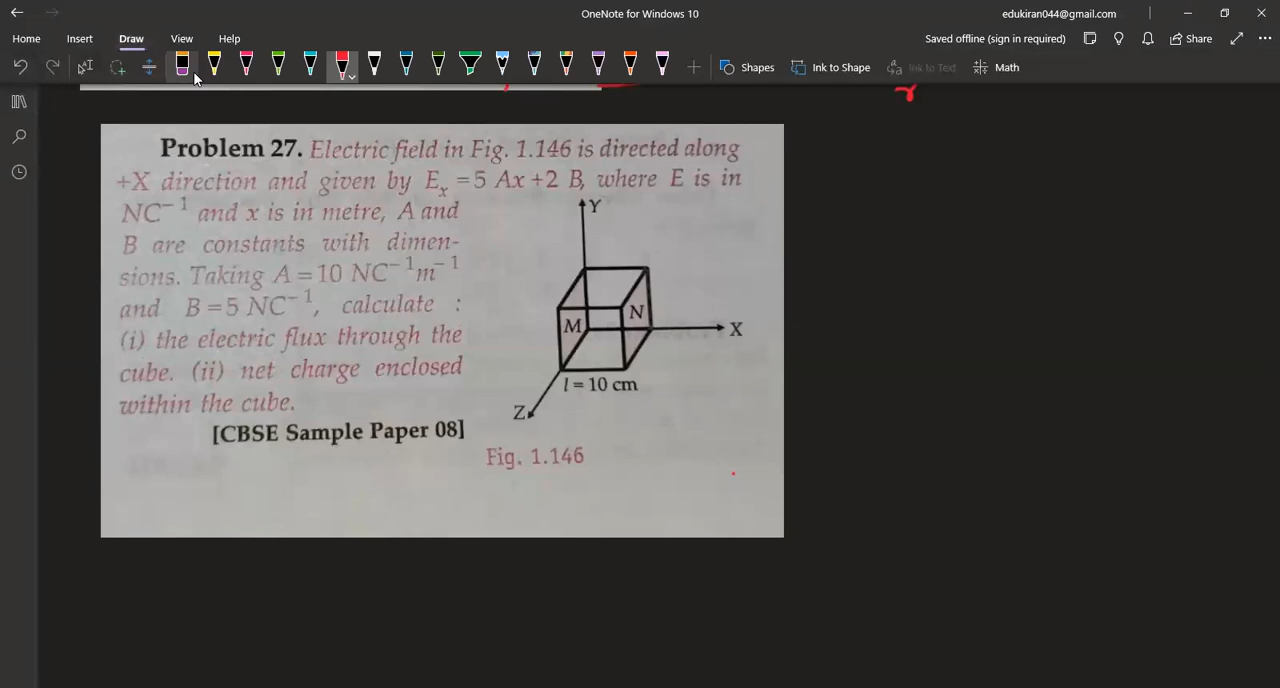 OneNote for Windows 10
edukiran044@gmail.com
Home Insert Draw View Help
Saved offline (sign in required)
Share
Shapes
Ink to Shape
Ink to Text
Math
Problem 27. Electric field in Fig. 1.146 is directed along
+X direction and given by Eₓ = 5 Ax + 2 B, where E is in
NC⁻¹ and x is in metre, A and
B are constants with dimen-
sions. Taking A = 10 NC⁻¹m⁻¹
and B = 5 NC⁻¹, calculate :
(i) the electric flux through the
cube. (ii) net charge enclosed
within the cube.
[CBSE Sample Paper 08]
Y
M
N
X
l = 10 cm
Z
Fig. 1.146